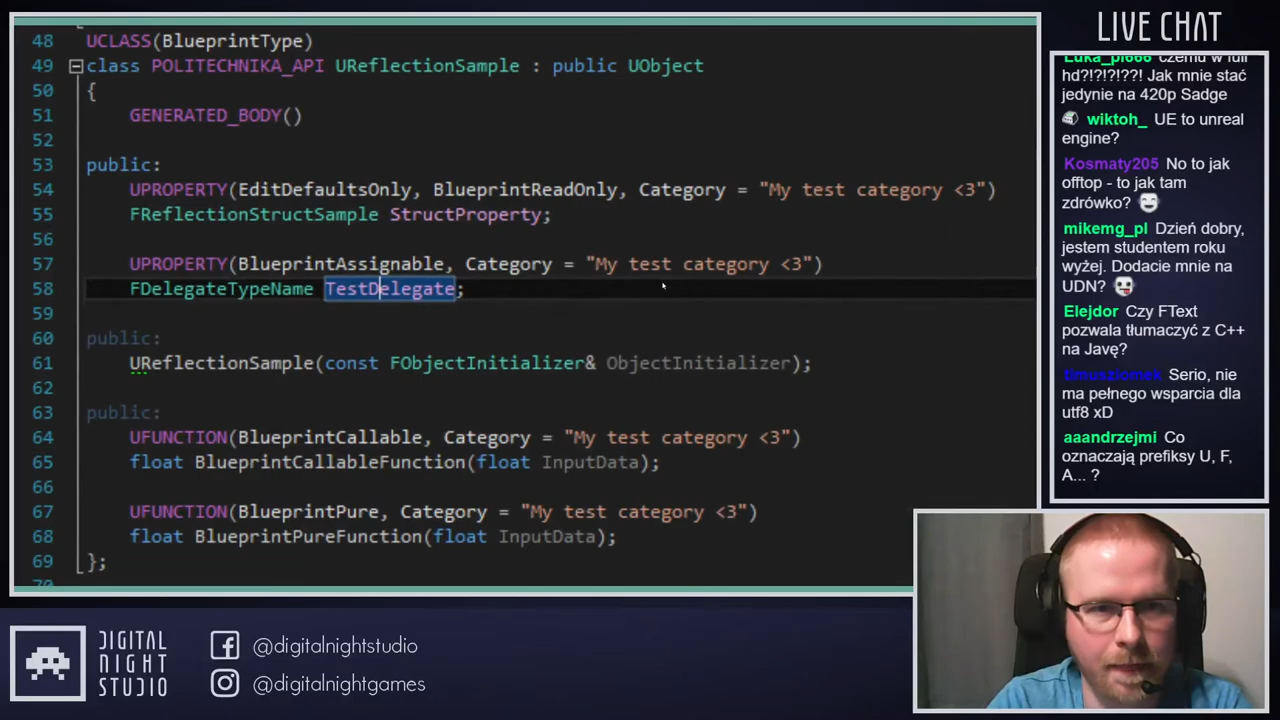 48 UCLASS(BlueprintType)
49 class POLITECHNIKA_API UReflectionSample : public UObject
50 {
51 GENERATED_BODY()
52
53 public:
54 UPROPERTY(EditDefaultsOnly, BlueprintReadOnly, Category = "My test category <3")
55 FReflectionStructSample StructProperty;
56
57 UPROPERTY(BlueprintAssignable, Category = "My test category <3")
58 FDelegateTypeName TestDelegate;
59
60 public:
61 UReflectionSample(const FObjectInitializer& ObjectInitializer);
62
63 public:
64 UFUNCTION(BlueprintCallable, Category = "My test category <3")
65 float BlueprintCallableFunction(float InputData);
66
67 UFUNCTION(BlueprintPure, Category = "My test category <3")
68 float BlueprintPureFunction(float InputData);
69 };
70
LIVE CHAT
Luka_pl666 czemu w full
hd?!?!?!??! Jak mnie stać
jedynie na 420p Sadge
wiktoh_ UE to unreal
engine?
Kosmaty205 No to jak
offtop - to jak tam
zdrówko?
mikemg_pl Dzień dobry,
jestem studentem roku
wyżej. Dodacie mnie na
UDN?
Elejdor Czy FText
pozwala tłumaczyć z C++
na Javę?
timusziomek Serio, nie
ma pełnego wsparcia dla
utf8 xD
aaandrzejmi Co
oznaczają prefiksy U, F,
A... ?
DIGITAL
NIGHT
STUDIO
@digitalnightstudio
@digitalnightgames